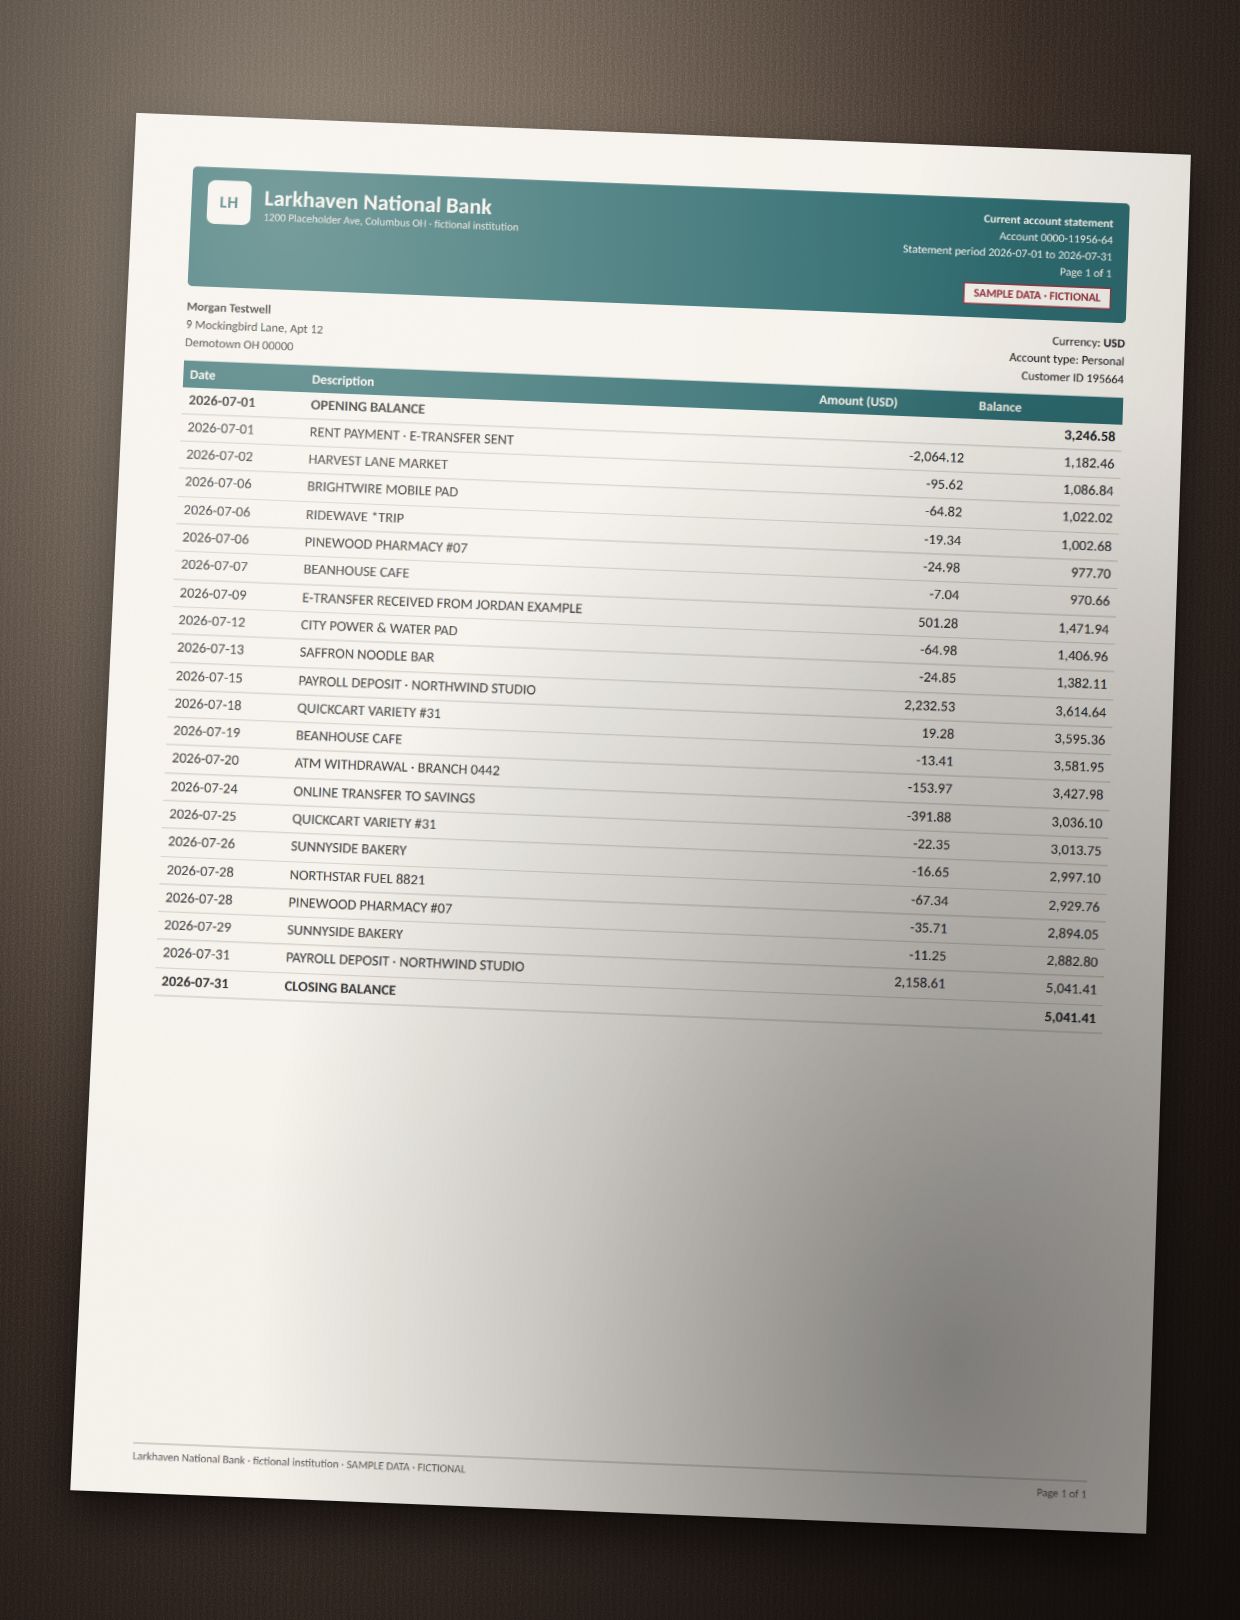 LH
Larkhaven National Bank
1200 Placeholder Ave, Columbus OH · fictional institution
Current account statement
Account 0000-11956-64
Statement period 2026-07-01 to 2026-07-31
Page 1 of 1
SAMPLE DATA · FICTIONAL
Morgan Testwell
9 Mockingbird Lane, Apt 12
Demotown OH 00000
Currency: USD
Account type: Personal
Customer ID 195664
Date Description Amount (USD) Balance
2026-07-01 OPENING BALANCE 3,246.58
2026-07-01 RENT PAYMENT · E-TRANSFER SENT -2,064.12 1,182.46
2026-07-02 HARVEST LANE MARKET -95.62 1,086.84
2026-07-06 BRIGHTWIRE MOBILE PAD -64.82 1,022.02
2026-07-06 RIDEWAVE *TRIP -19.34 1,002.68
2026-07-06 PINEWOOD PHARMACY #07 -24.98 977.70
2026-07-07 BEANHOUSE CAFE -7.04 970.66
2026-07-09 E-TRANSFER RECEIVED FROM JORDAN EXAMPLE 501.28 1,471.94
2026-07-12 CITY POWER & WATER PAD -64.98 1,406.96
2026-07-13 SAFFRON NOODLE BAR -24.85 1,382.11
2026-07-15 PAYROLL DEPOSIT · NORTHWIND STUDIO 2,232.53 3,614.64
2026-07-18 QUICKCART VARIETY #31 19.28 3,595.36
2026-07-19 BEANHOUSE CAFE -13.41 3,581.95
2026-07-20 ATM WITHDRAWAL · BRANCH 0442 -153.97 3,427.98
2026-07-24 ONLINE TRANSFER TO SAVINGS -391.88 3,036.10
2026-07-25 QUICKCART VARIETY #31 -22.35 3,013.75
2026-07-26 SUNNYSIDE BAKERY -16.65 2,997.10
2026-07-28 NORTHSTAR FUEL 8821 -67.34 2,929.76
2026-07-28 PINEWOOD PHARMACY #07 -35.71 2,894.05
2026-07-29 SUNNYSIDE BAKERY -11.25 2,882.80
2026-07-31 PAYROLL DEPOSIT · NORTHWIND STUDIO 2,158.61 5,041.41
2026-07-31 CLOSING BALANCE 5,041.41
Larkhaven National Bank · fictional institution · SAMPLE DATA · FICTIONAL
Page 1 of 1